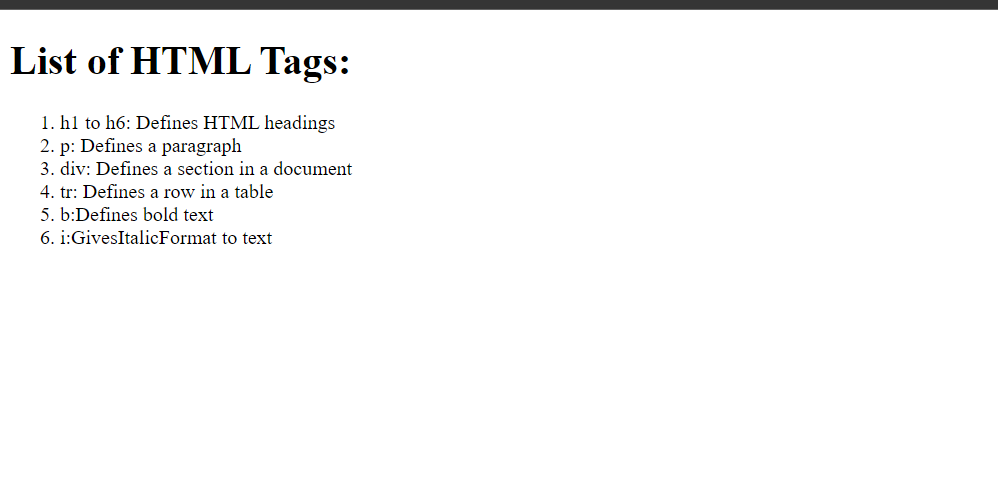 List of HTML Tags:
1. h1 to h6: Defines HTML headings
2. p: Defines a paragraph
3. div: Defines a section in a document
4. tr: Defines a row in a table
5. b:Defines bold text
6. i:GivesItalicFormat to text